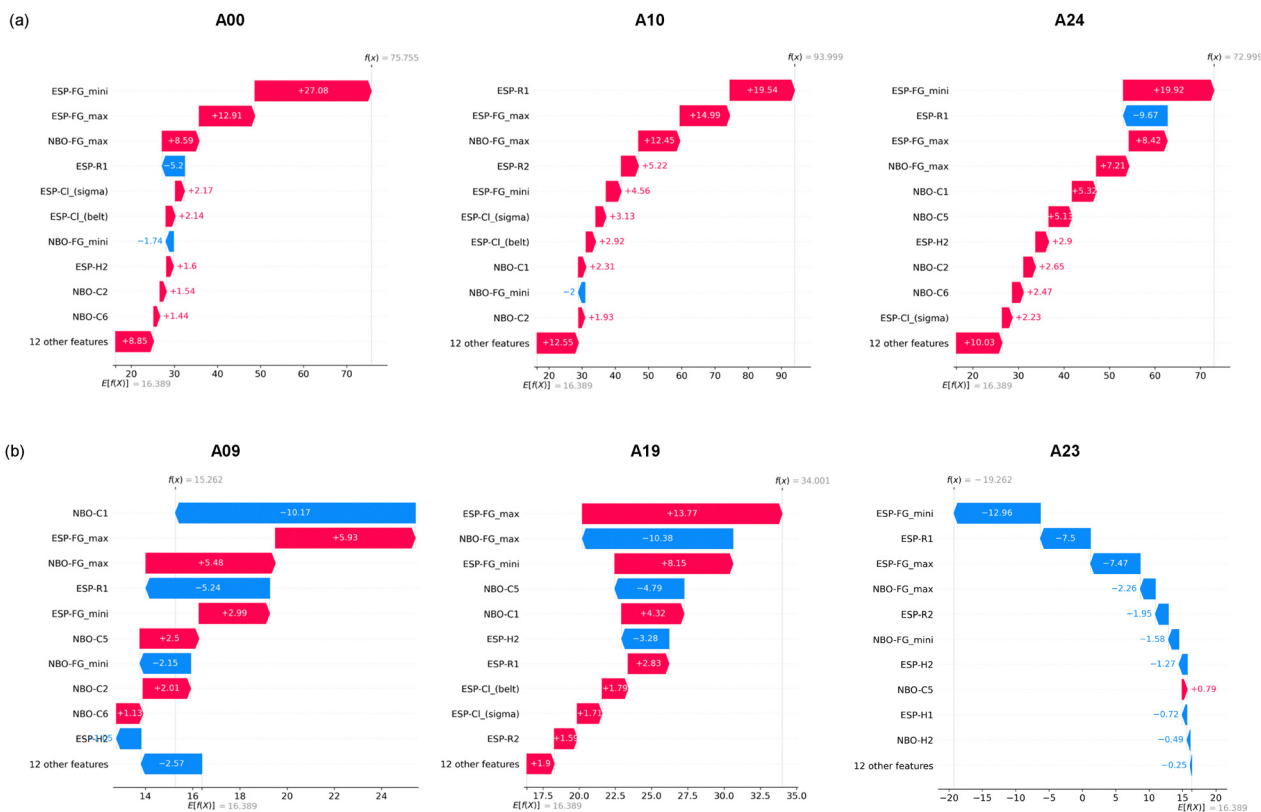 (a)
A00
f(x) = 75.755
ESP-FG_mini
+27.08
ESP-FG_max
+12.91
NBO-FG_max
+8.59
ESP-R1
−5.2
ESP-Cl_(sigma)
+2.17
ESP-Cl_(belt)
+2.14
NBO-FG_mini
−1.74
ESP-H2
+1.6
NBO-C2
+1.54
NBO-C6
+1.44
12 other features
+8.85
20 30 40 50 60 70
E[f(X)] = 16.389
A10
f(x) = 93.999
ESP-R1
+19.54
ESP-FG_max
+14.99
NBO-FG_max
+12.45
ESP-R2
+5.22
ESP-FG_mini
+4.56
ESP-Cl_(sigma)
+3.13
ESP-Cl_(belt)
+2.92
NBO-C1
+2.31
NBO-FG_mini
−2
NBO-C2
+1.93
12 other features
+12.55
20 30 40 50 60 70 80 90
E[f(X)] = 16.389
A24
f(x) = 72.999
ESP-FG_mini
+19.92
ESP-R1
−9.67
ESP-FG_max
+8.42
NBO-FG_max
+7.21
NBO-C1
+5.32
NBO-C5
+5.13
ESP-H2
+2.9
NBO-C2
+2.65
NBO-C6
+2.47
ESP-Cl_(sigma)
+2.23
12 other features
+10.03
20 30 40 50 60 70
E[f(X)] = 16.389
(b)
A09
f(x) = 15.262
NBO-C1
−10.17
ESP-FG_max
+5.93
NBO-FG_max
+5.48
ESP-R1
−5.24
ESP-FG_mini
+2.99
NBO-C5
+2.5
NBO-FG_mini
−2.15
NBO-C2
+2.01
NBO-C6
+1.13
ESP-H2
12 other features
−2.57
14 16 18 20 22 24
E[f(X)] = 16.389
A19
f(x) = 34.001
ESP-FG_max
+13.77
NBO-FG_max
−10.38
ESP-FG_mini
+8.15
NBO-C5
−4.79
NBO-C1
+4.32
ESP-H2
−3.28
ESP-R1
+2.83
ESP-Cl_(belt)
+1.79
ESP-Cl_(sigma)
+1.71
ESP-R2
+1.59
12 other features
+1.9
17.5 20.0 22.5 25.0 27.5 30.0 32.5 35.0
E[f(X)] = 16.389
A23
f(x) = −19.262
ESP-FG_mini
−12.96
ESP-R1
−7.5
ESP-FG_max
−7.47
NBO-FG_max
−2.26
ESP-R2
−1.95
NBO-FG_mini
−1.58
ESP-H2
−1.27
NBO-C5
+0.79
ESP-H1
−0.72
NBO-H2
−0.49
12 other features
−0.25
−20 −15 −10 −5 0 5 10 15 20
E[f(X)] = 16.389